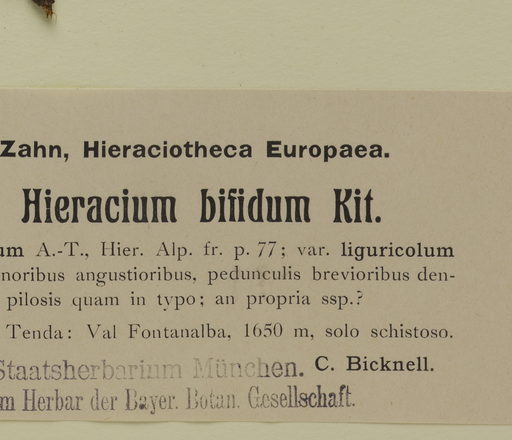 Zahn, Hieraciotheca Europaea.
Hieracium bifidum Kit.
um A.-T., Hier. Alp. fr. p. 77; var. liguricolum
noribus angustioribus, pedunculis brevioribus den-
pilosis quam in typo; an propria ssp.?
Tenda: Val Fontanalba, 1650 m, solo schistoso.
Staatsherbarium München. C. Bicknell.
m Herbar der Bayer. Botan. Gesellschaft.